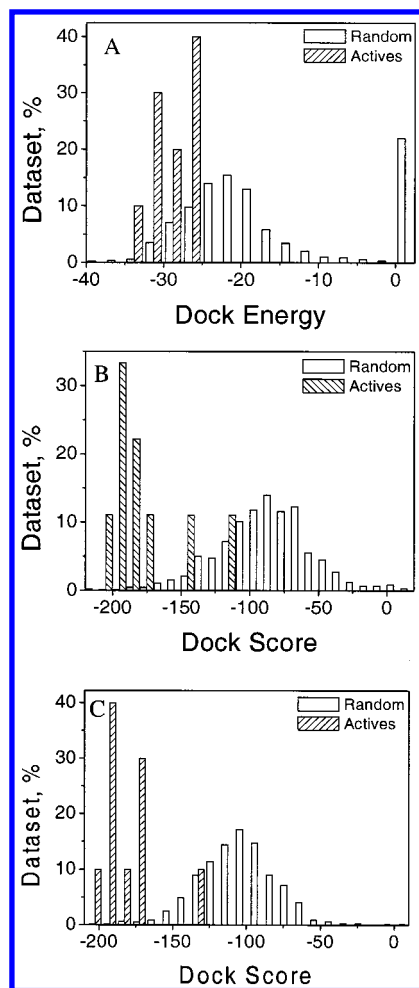 A
Random
Actives
Dataset, %
40
30
20
10
0
-40 -30 -20 -10 0
Dock Energy
B
Random
Actives
Dataset, %
30
20
10
0
-200 -150 -100 -50 0
Dock Score
C
Random
Actives
Dataset, %
40
30
20
10
0
-200 -150 -100 -50 0
Dock Score